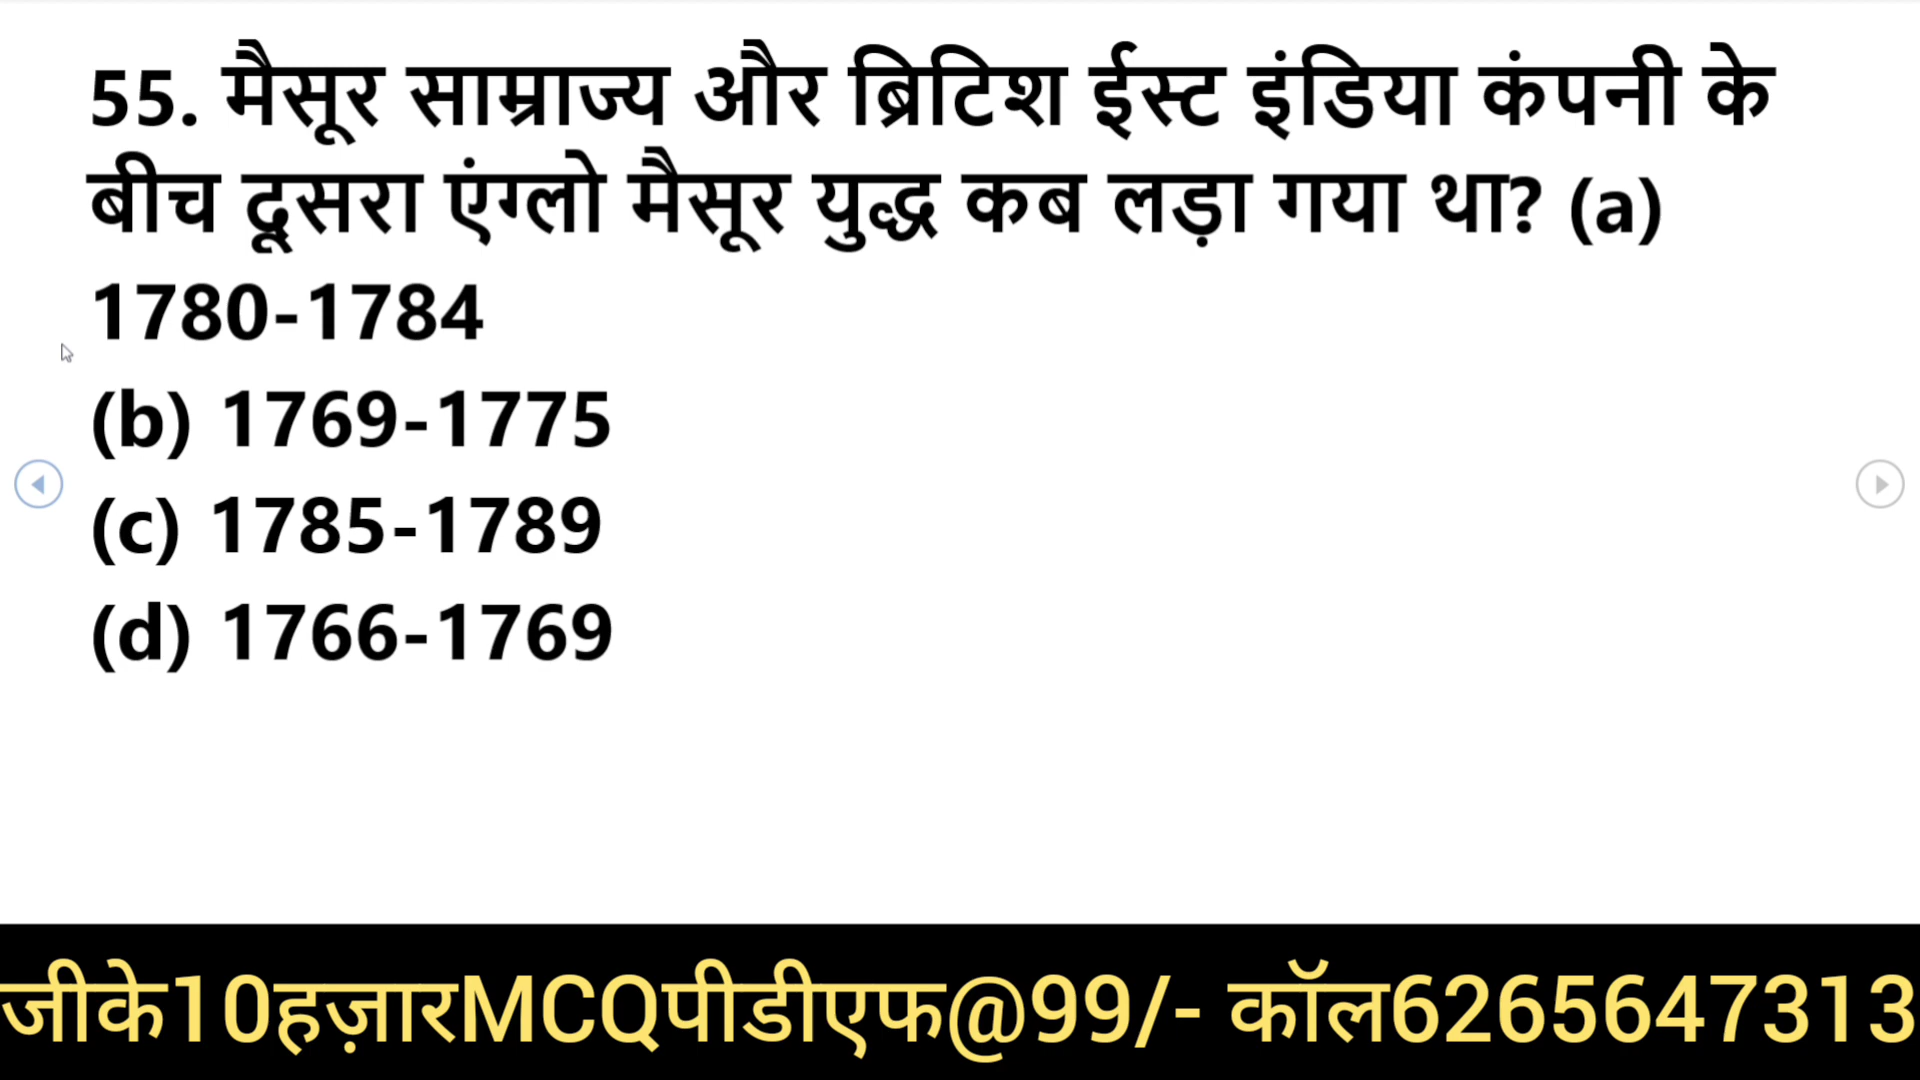 55. मैसूर साम्राज्य और ब्रिटिश ईस्ट इंडिया कंपनी के
बीच दूसरा एंग्लो मैसूर युद्ध कब लड़ा गया था? (a)
1780-1784
(b) 1769-1775
(c) 1785-1789
(d) 1766-1769
जीके10हज़ारMCQपीडीएफ@99/- कॉल6265647313